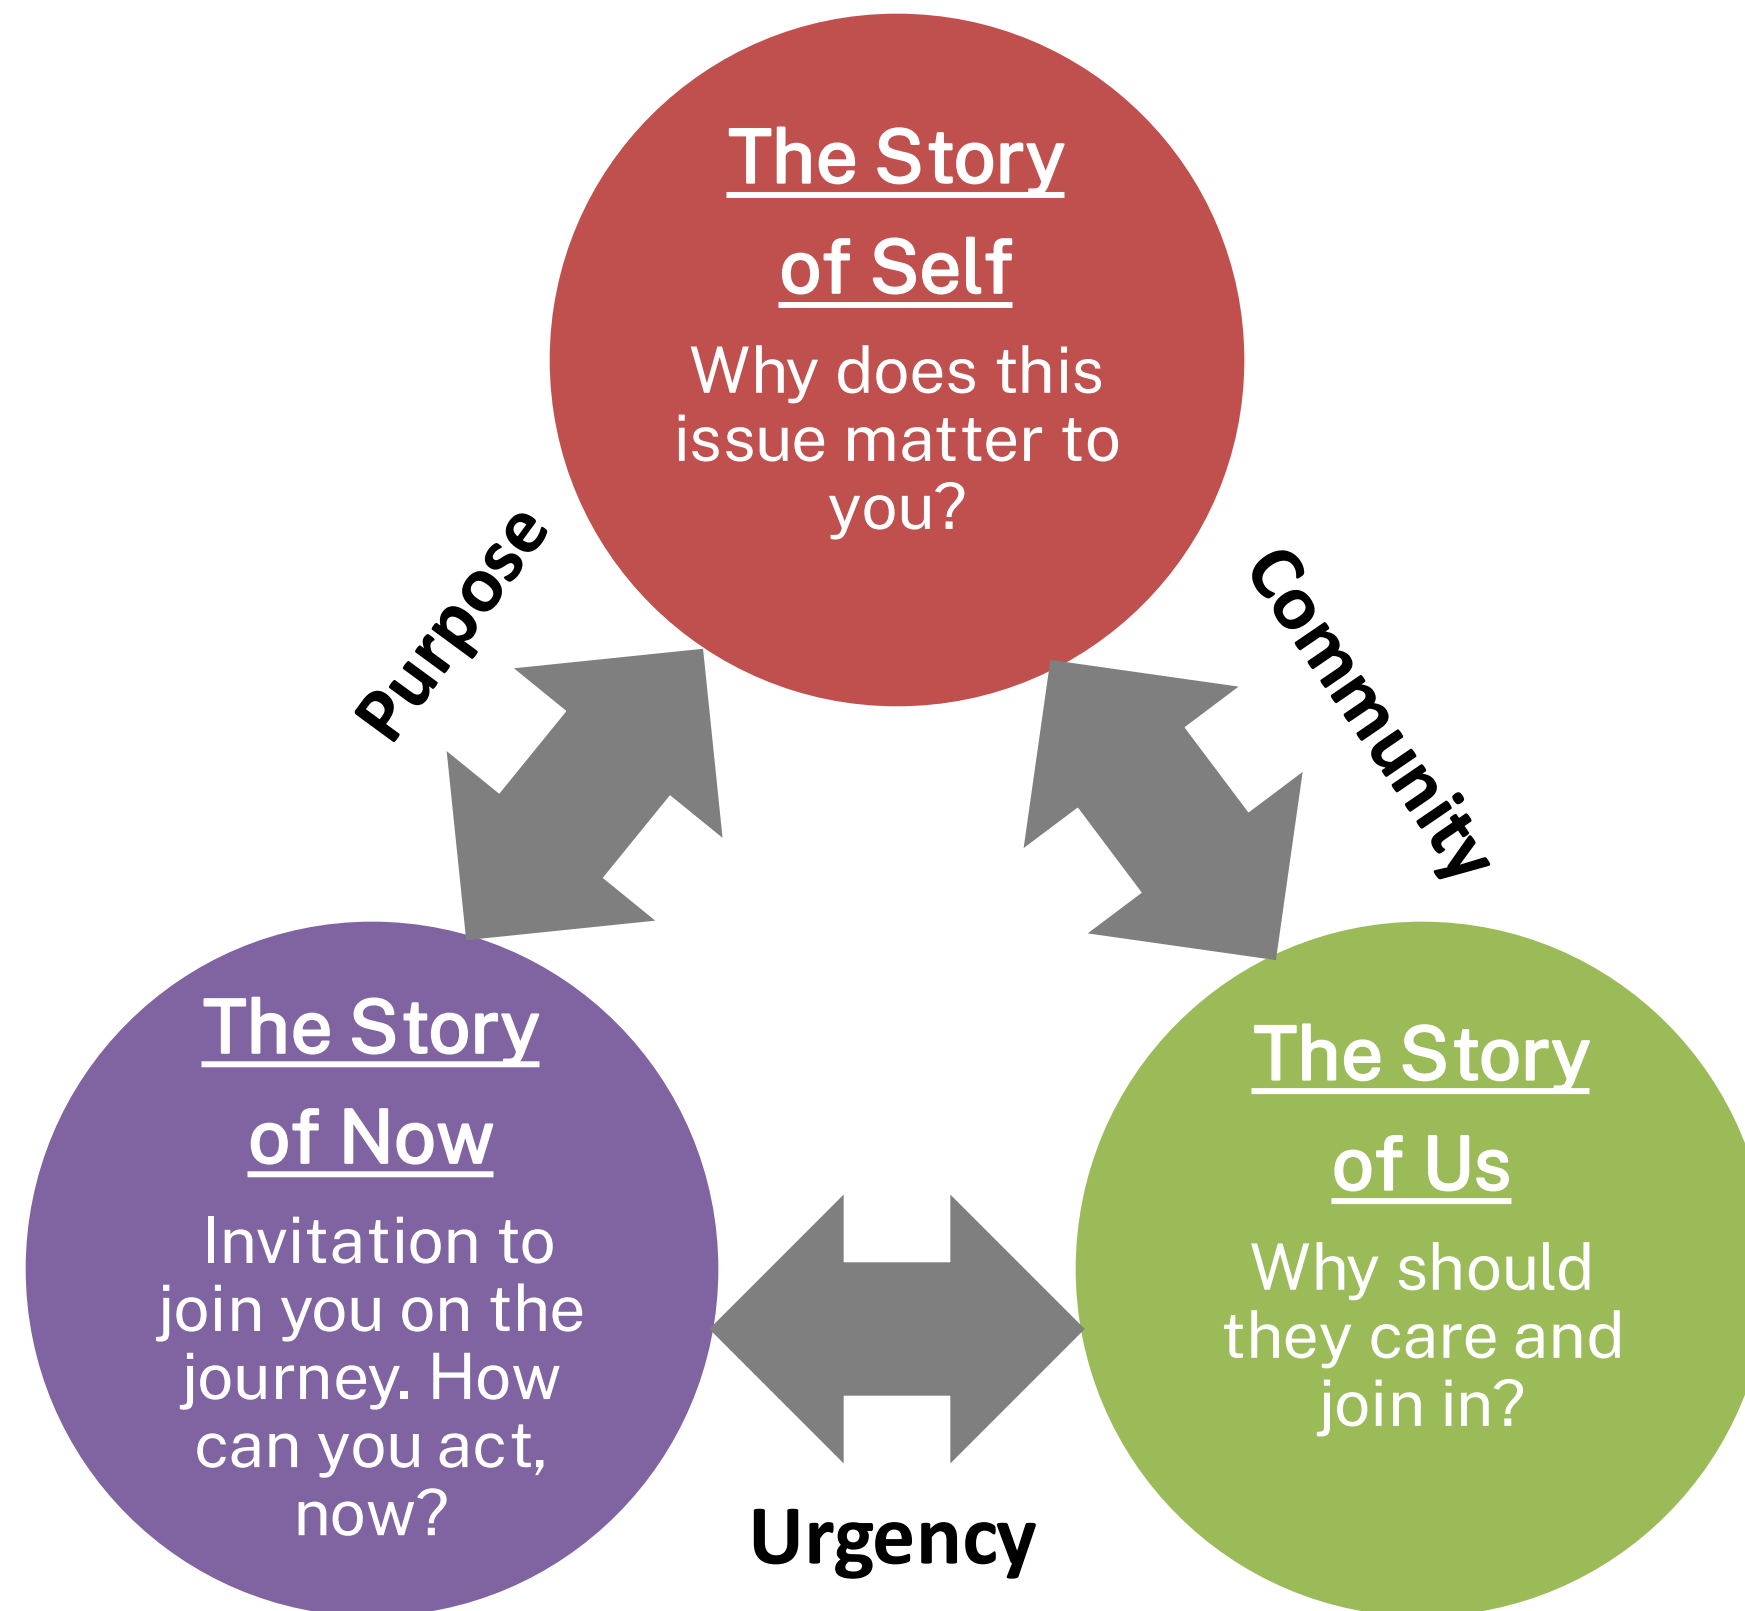 The Story
of Self
Why does this
issue matter to
you?
Purpose
Community
The Story
of Now
Invitation to
join you on the
journey. How
can you act,
now?
The Story
of Us
Why should
they care and
join in?
Urgency